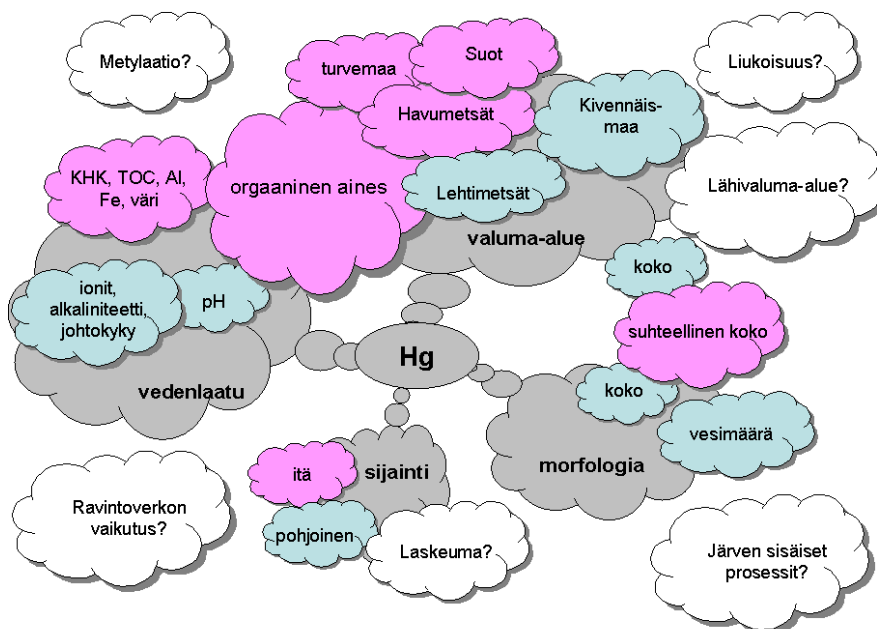 Metylaatio?
turvemaa
Suot
Liukoisuus?
Havumetsät
Kivennäis-
maa
KHK, TOC, Al,
Fe, väri
orgaaninen aines
Lehtimetsät
Lähivaluma-alue?
valuma-alue
koko
ionit,
alkaliniteetti,
johtokyky
pH
suhteellinen koko
Hg
koko
vedenlaatu
vesimäärä
itä
sijainti
morfologia
Ravintoverkon
vaikutus?
pohjoinen
Laskeuma?
Järven sisäiset
prosessit?